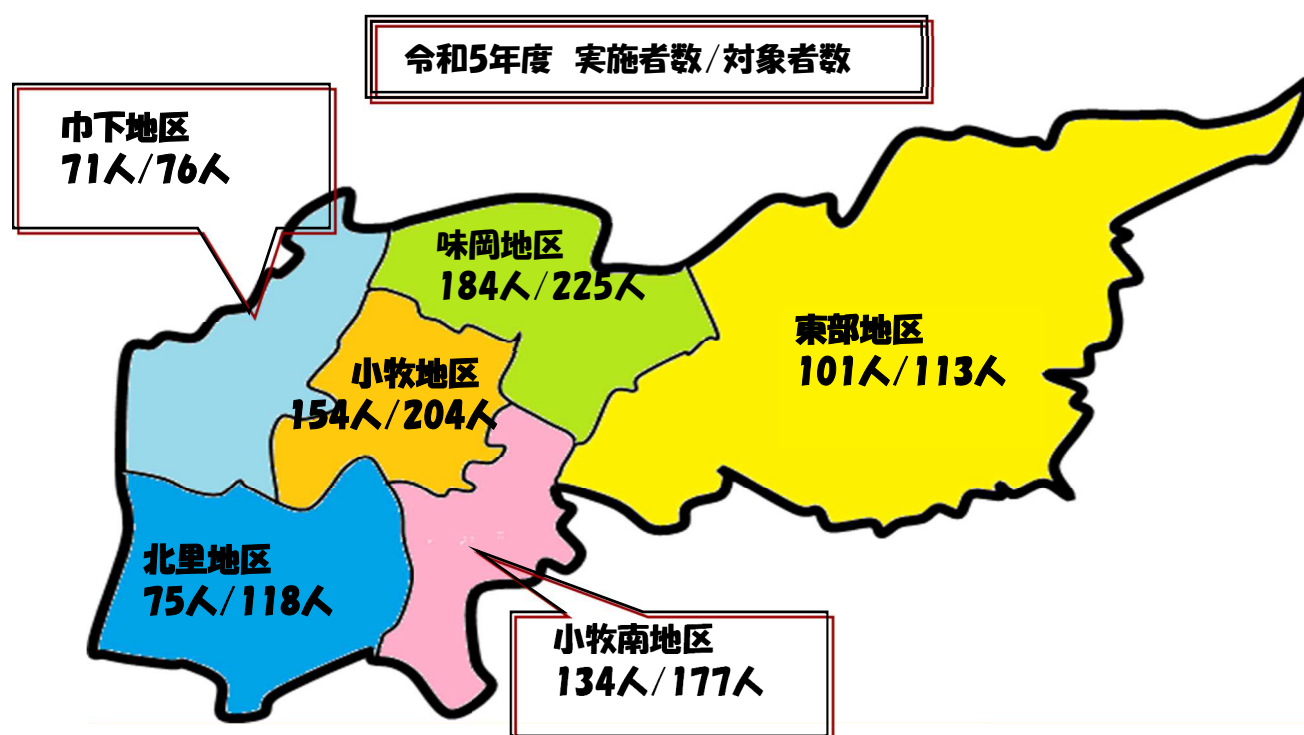 令和5年度 実施者数/対象者数
巾下地区
71人/76人
味岡地区
184人/225人
東部地区
101人/113人
小牧地区
154人/204人
北里地区
75人/118人
小牧南地区
134人/177人